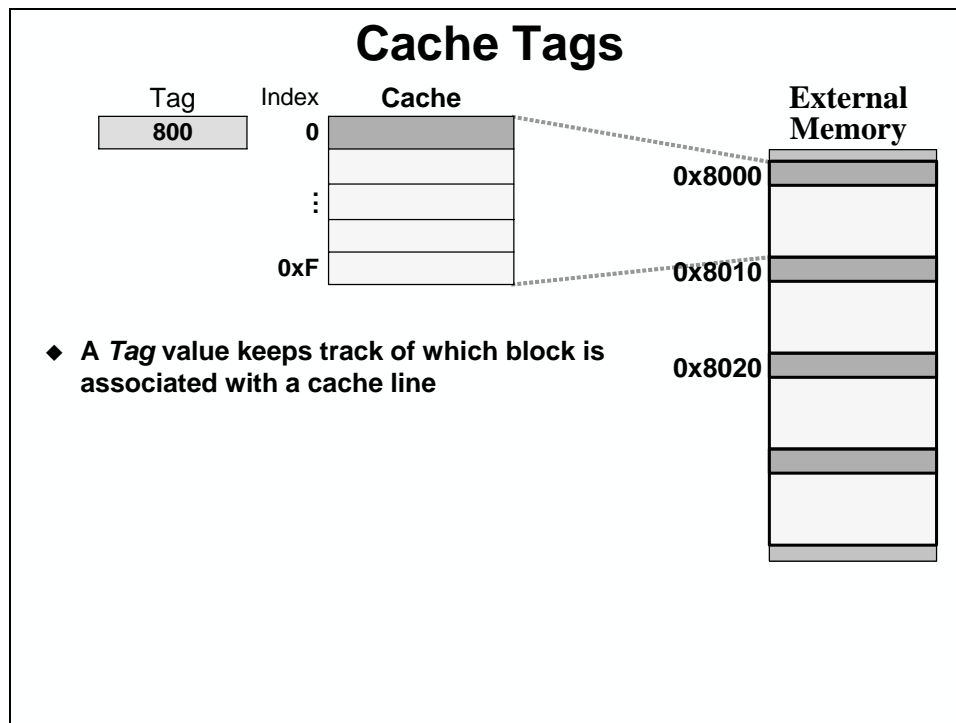 Cache Tags
Tag Index Cache
External
Memory
800 0
0x8000
⋮
0xF
0x8010
◆ A Tag value keeps track of which block is
associated with a cache line
0x8020